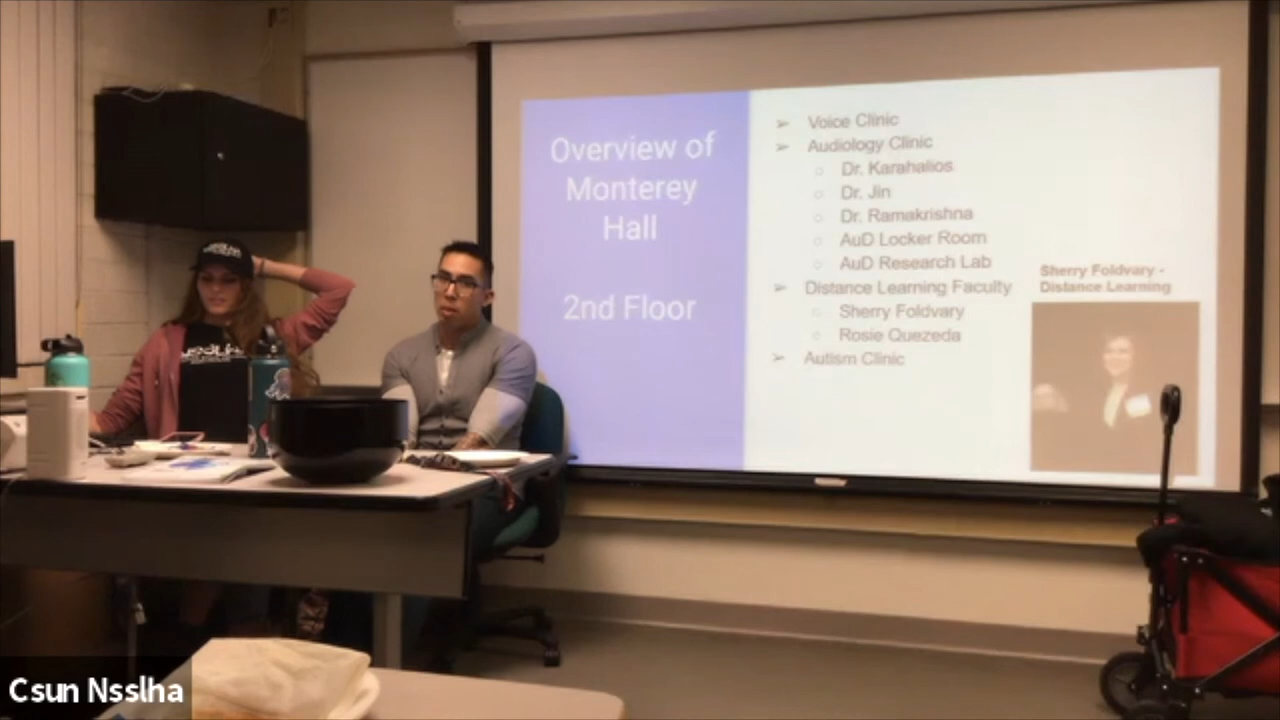 Overview of
Monterey
Hall
2nd Floor
➢ Voice Clinic
➢ Audiology Clinic
○ Dr. Karahalios
○ Dr. Jin
○ Dr. Ramakrishna
○ AuD Locker Room
○ AuD Research Lab
➢ Distance Learning Faculty
○ Sherry Foldvary
○ Rosie Quezeda
➢ Autism Clinic
Sherry Foldvary -
Distance Learning
Csun Nsslha